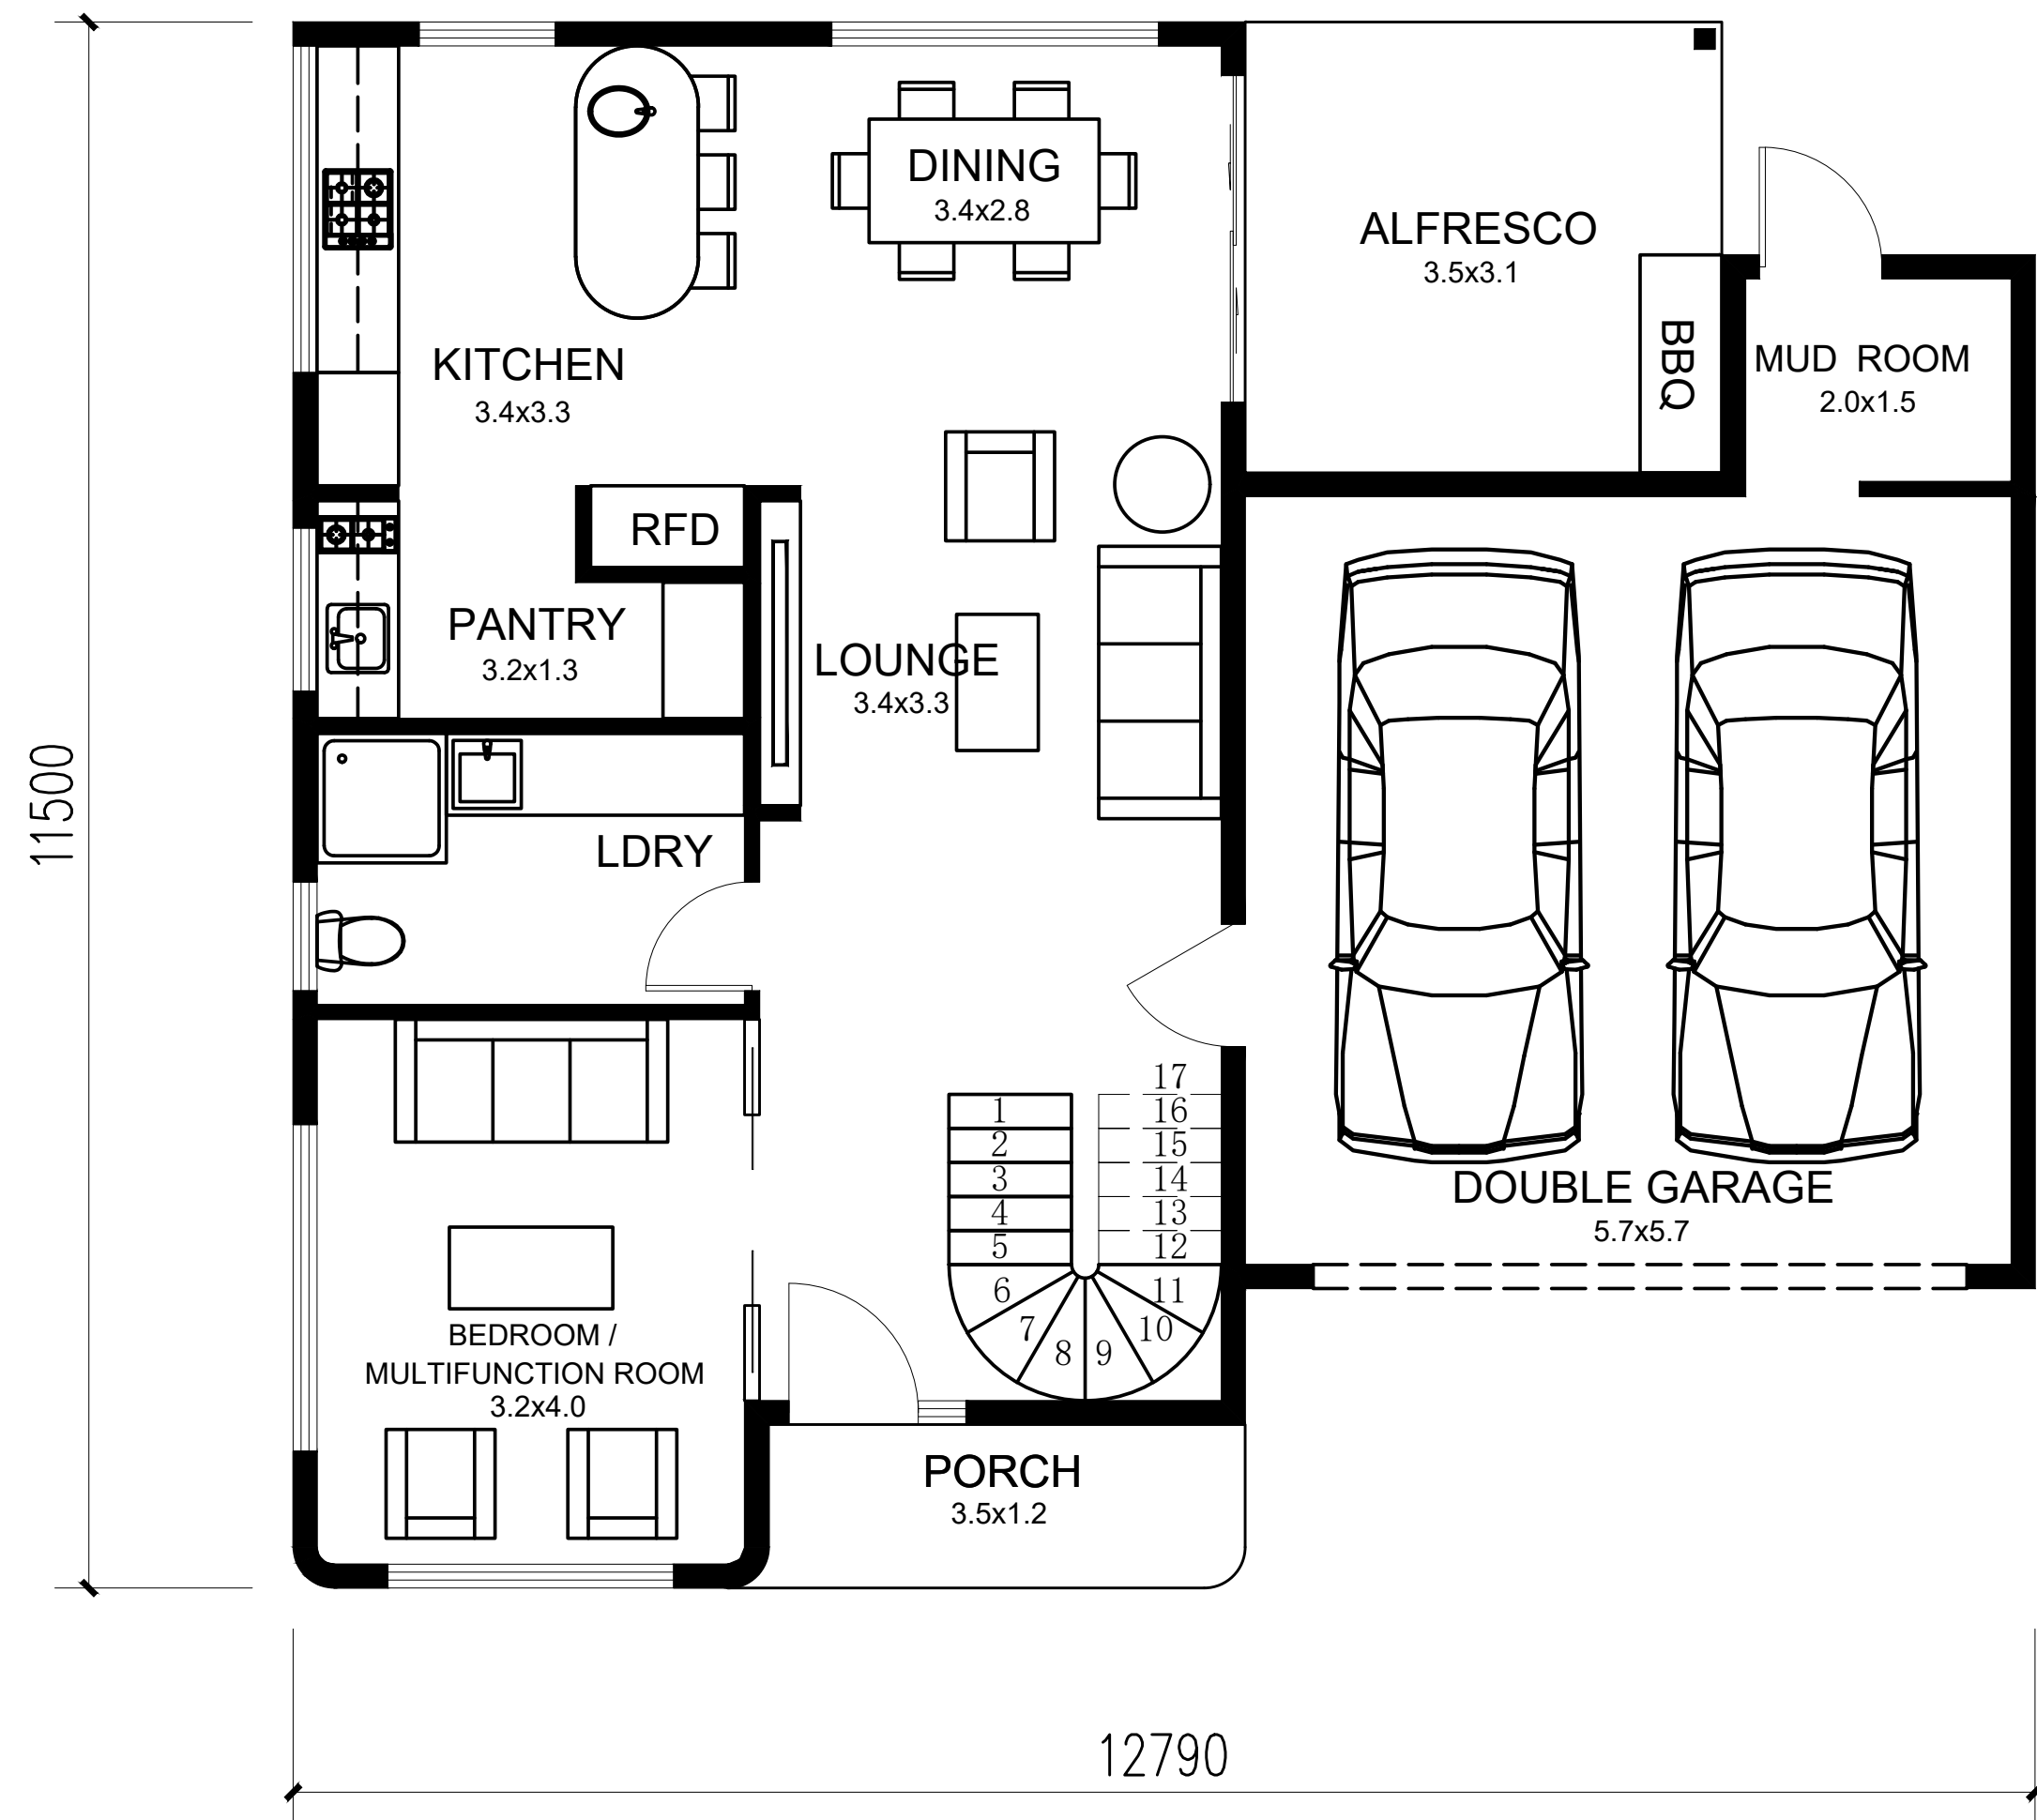 DINING
3.4x2.8
ALFRESCO
3.5x3.1
KITCHEN
3.4x3.3
BBQ
MUD ROOM
2.0x1.5
RFD
PANTRY
3.2x1.3
LOUNGE
3.4x3.3
11500
LDRY
17
1
16
2
15
3
14
4
13
5
12
6
11
7
10
8
9
DOUBLE GARAGE
5.7x5.7
BEDROOM /
MULTIFUNCTION ROOM
3.2x4.0
PORCH
3.5x1.2
12790